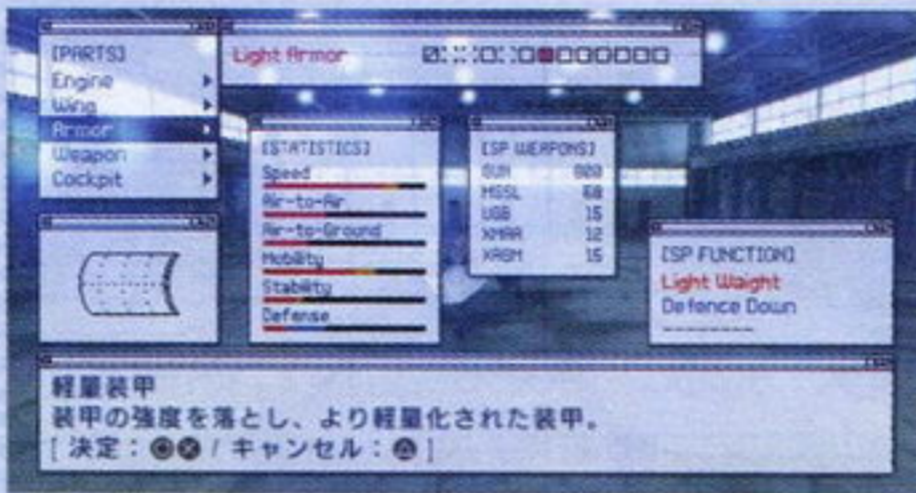 [PARTS]
Engine
Wing
Armor
Weapon
Cockpit
Light Armor
[STATISTICS]
Speed
Air-to-Air
Air-to-Ground
Mobility
Stability
Defense
[SP WEAPONS]
GUN 800
MSSL 68
UGB 15
XMAA 12
XAGM 15
[SP FUNCTION]
Light Waight
Defence Down
--------
軽量装甲
装甲の強度を落とし、より軽量化された装甲。
[ 決定：◎⊗ / キャンセル：△ ]